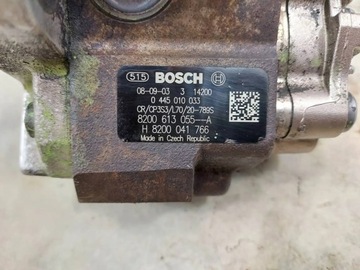 515 BOSCH
08-09-03 3 14200
0 445 010 033
CR/CP3S3/L70/20-789S
8200 613 055----A
H 8200 041 766
Made in Czech Republic